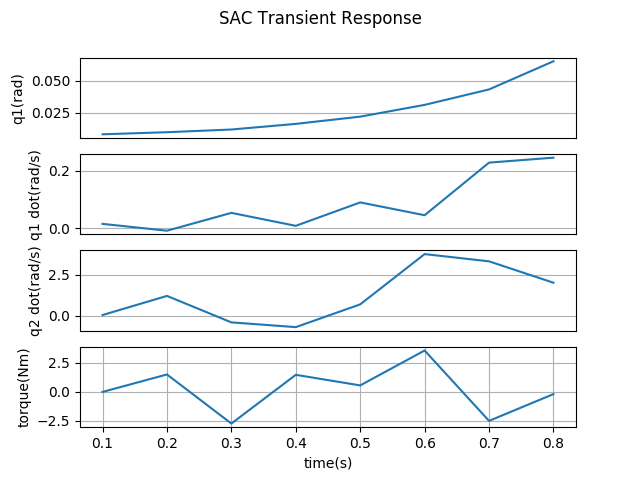 SAC Transient Response
q1(rad)
0.050
0.025
q1 dot(rad/s)
0.2
0.0
q2 dot(rad/s)
2.5
0.0
torque(Nm)
2.5
0.0
−2.5
0.1 0.2 0.3 0.4 0.5 0.6 0.7 0.8
time(s)